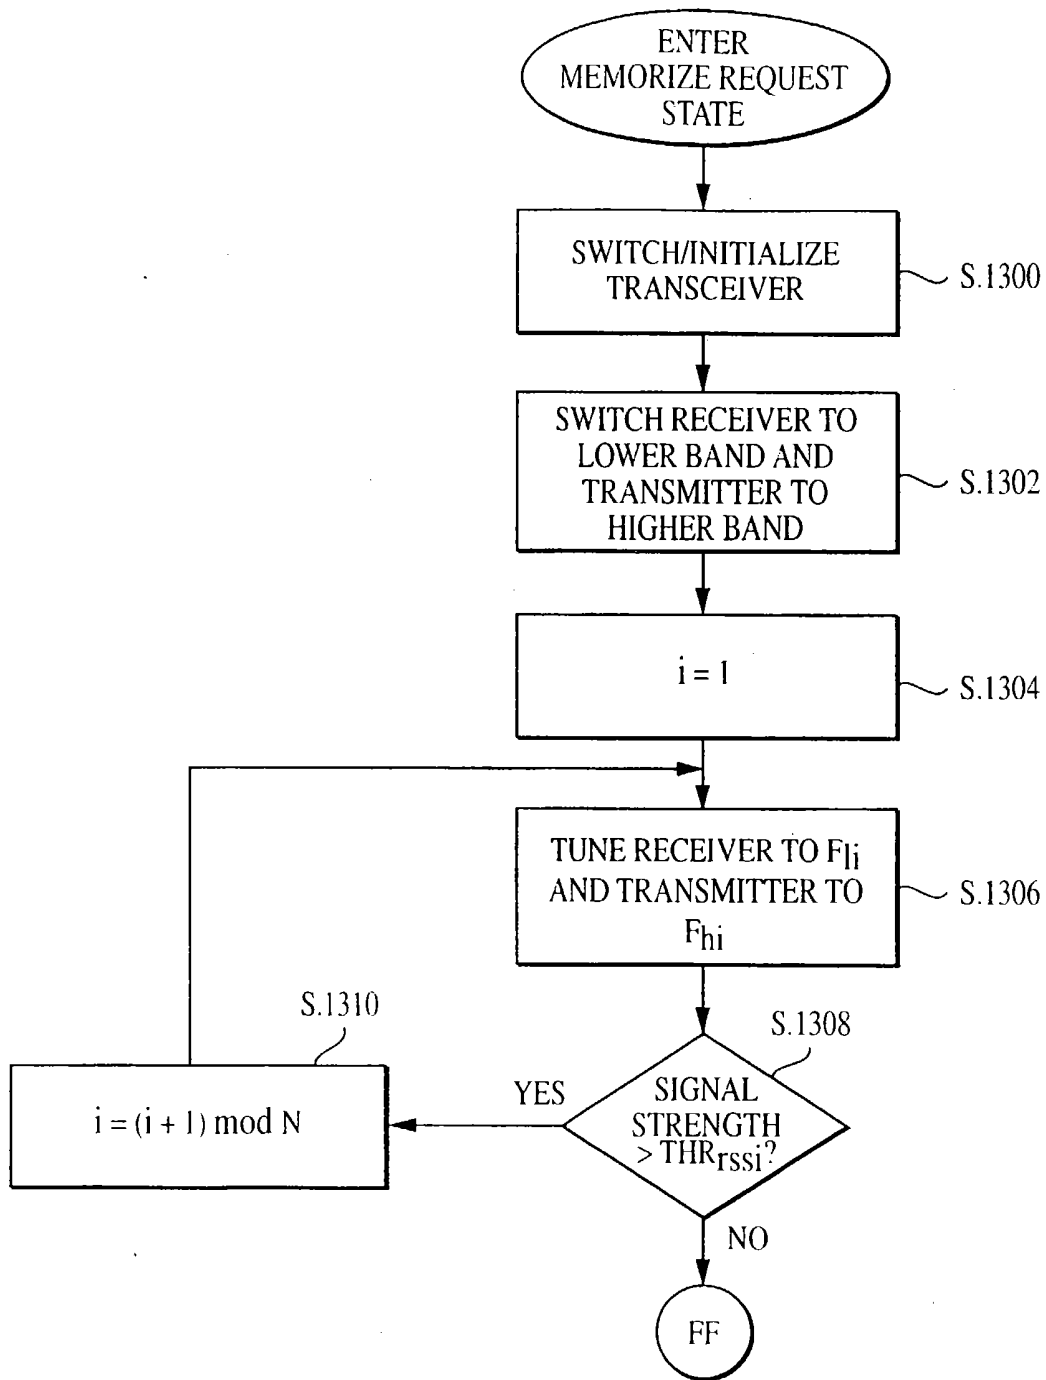 ENTER
MEMORIZE REQUEST
STATE
SWITCH/INITIALIZE
TRANSCEIVER
S.1300
SWITCH RECEIVER TO
LOWER BAND AND
TRANSMITTER TO
HIGHER BAND
S.1302
i = 1
S.1304
TUNE RECEIVER TO Fli
AND TRANSMITTER TO
Fhi
S.1306
S.1310
i = (i + 1) mod N
S.1308
YES
SIGNAL
STRENGTH
> THRrssi?
NO
FF